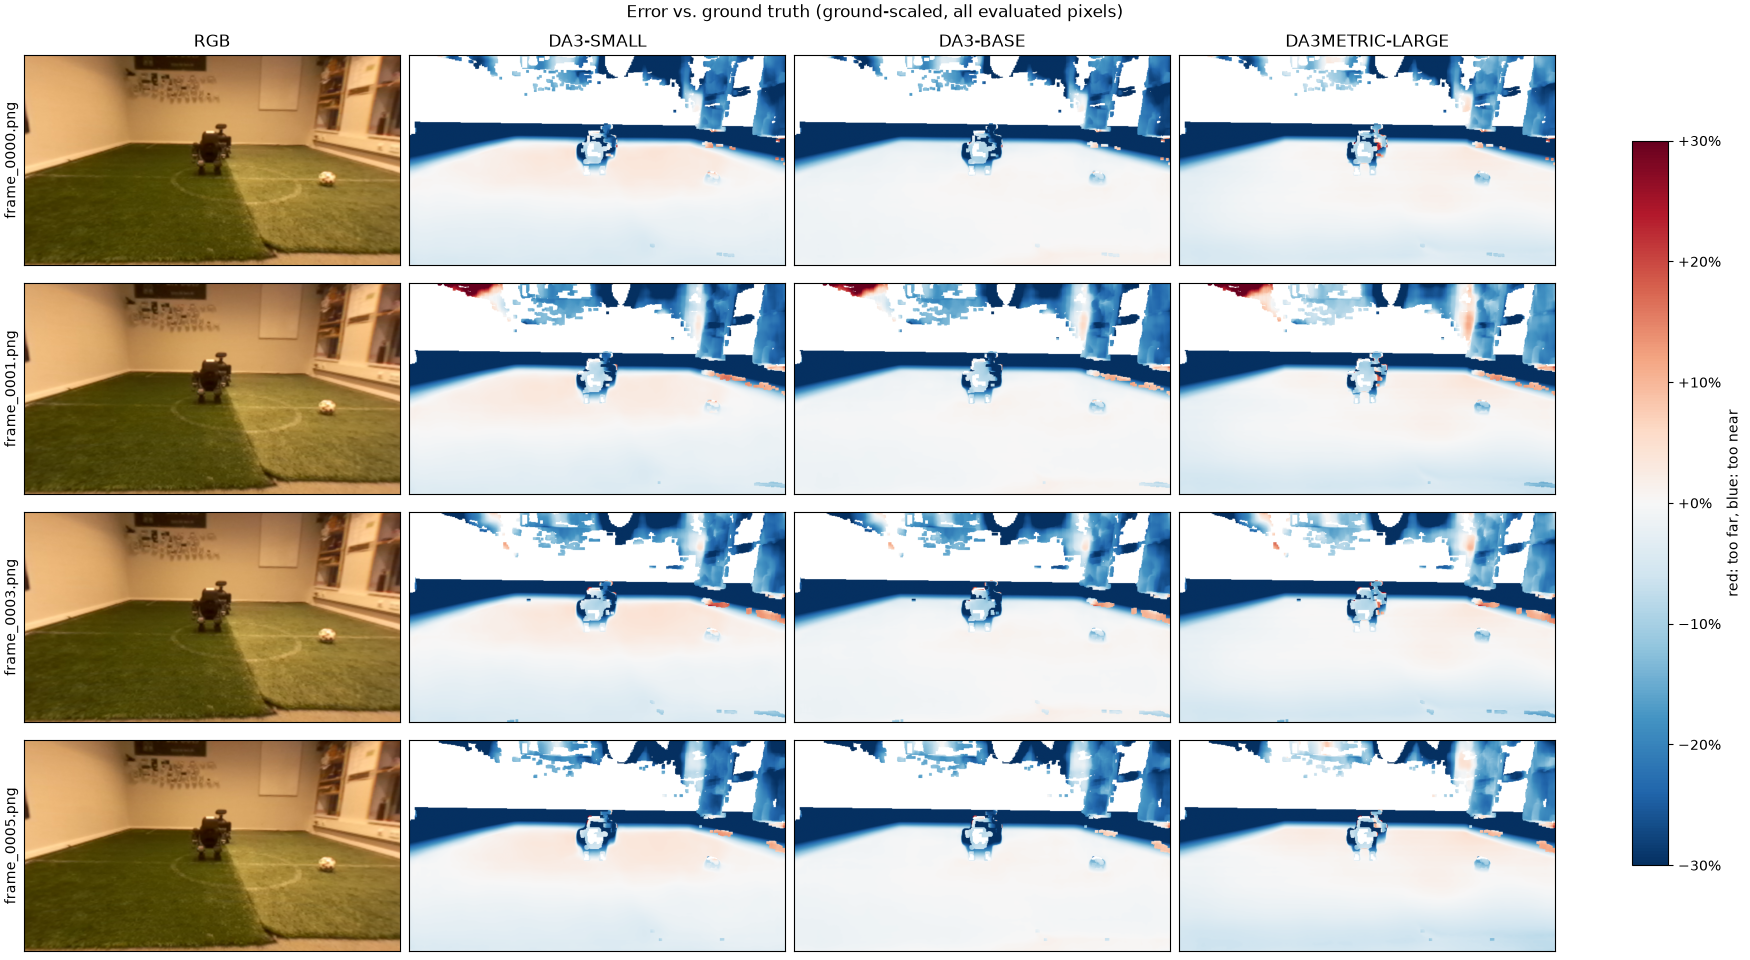 Error vs. ground truth (ground-scaled, all evaluated pixels)
RGB
DA3-SMALL
DA3-BASE
DA3METRIC-LARGE
frame_0000.png
frame_0001.png
frame_0003.png
frame_0005.png
+30%
+20%
+10%
+0%
−10%
−20%
−30%
red: too far, blue: too near